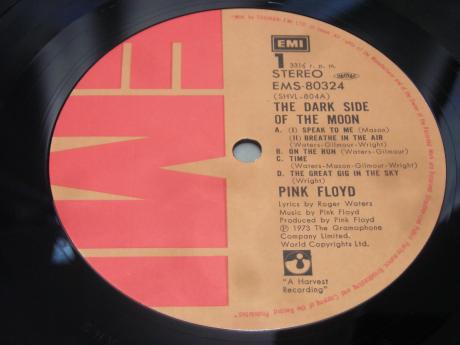 EMI
EMI
1
33⅓ r. p. m.
STEREO
EMS-80324
(SHVL-804A)
THE DARK SIDE
OF THE MOON
A. (I) SPEAK TO ME (Mason)
(II) BREATHE IN THE AIR
(Waters-Gilmour-Wright)
B. ON THE RUN (Waters-Gilmour)
C. TIME
(Waters-Mason-Gilmour-Wright)
D. THE GREAT GIG IN THE SKY
(Wright)
PINK FLOYD
Lyrics by Roger Waters
Music by Pink Floyd
Produced by Pink Floyd
Ⓟ 1973 The Gramophone
Company Limited.
World Copyrights Ltd.
"A Harvest
Recording"